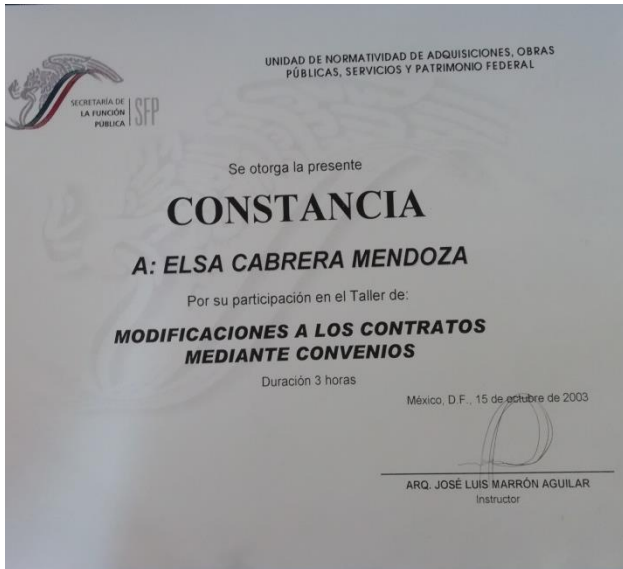 SECRETARÍA DE
LA FUNCIÓN
PÚBLICA
SFP
UNIDAD DE NORMATIVIDAD DE ADQUISICIONES, OBRAS
PÚBLICAS, SERVICIOS Y PATRIMONIO FEDERAL
Se otorga la presente
CONSTANCIA
A: ELSA CABRERA MENDOZA
Por su participación en el Taller de:
MODIFICACIONES A LOS CONTRATOS
MEDIANTE CONVENIOS
Duración 3 horas
México, D.F., 15 de octubre de 2003
ARQ. JOSÉ LUIS MARRÓN AGUILAR
Instructor